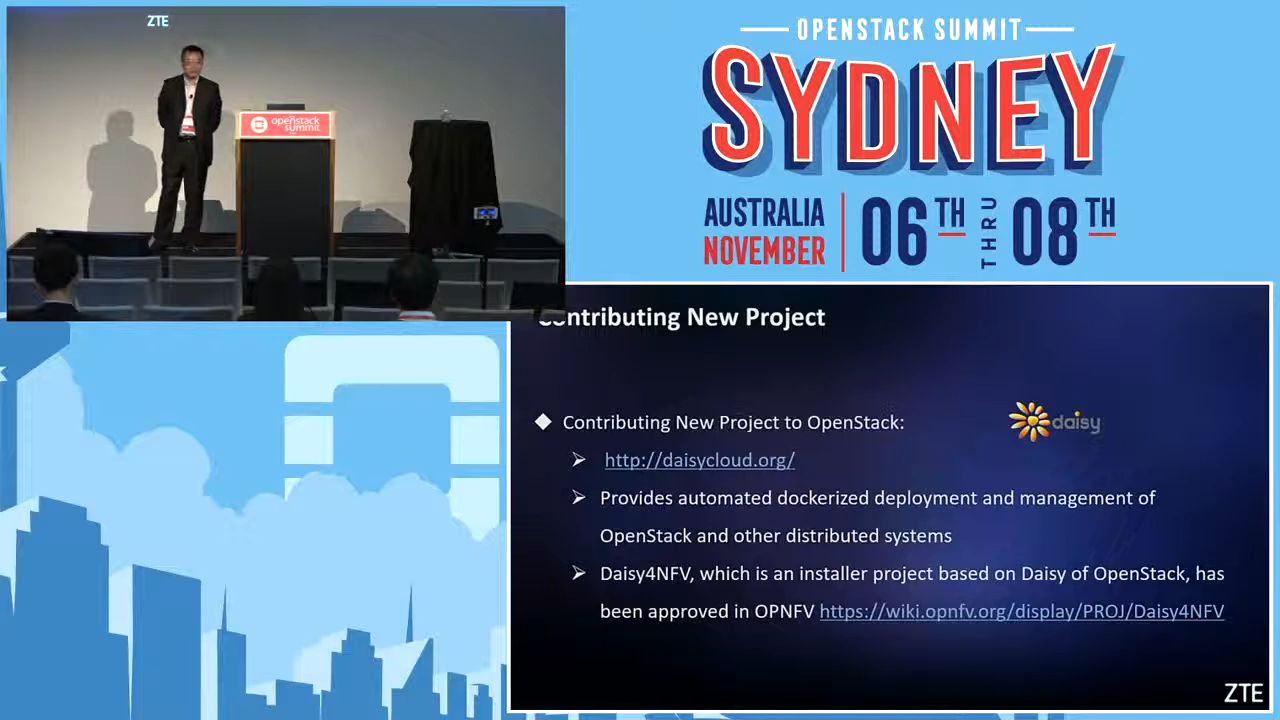 ZTE
openstack
summit
OPENSTACK SUMMIT
SYDNEY
AUSTRALIA
NOVEMBER
06TH
THRU
08TH
Contributing New Project
Contributing New Project to OpenStack:
daisy
http://daisycloud.org/
Provides automated dockerized deployment and management of
OpenStack and other distributed systems
Daisy4NFV, which is an installer project based on Daisy of OpenStack, has
been approved in OPNFV https://wiki.opnfv.org/display/PROJ/Daisy4NFV
ZTE